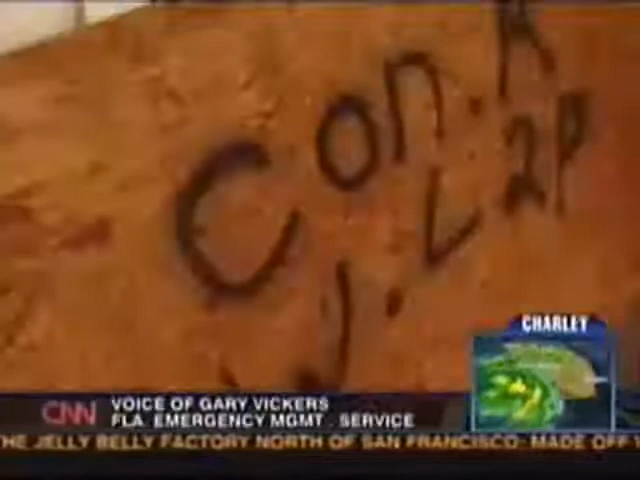 Con. R
J. L 2P
CHARLEY
CNN
VOICE OF GARY VICKERS
FLA EMERGENCY MGMT. SERVICE
HE JELLY BELLY FACTORY NORTH OF SAN FRANCISCO. MADE OFF